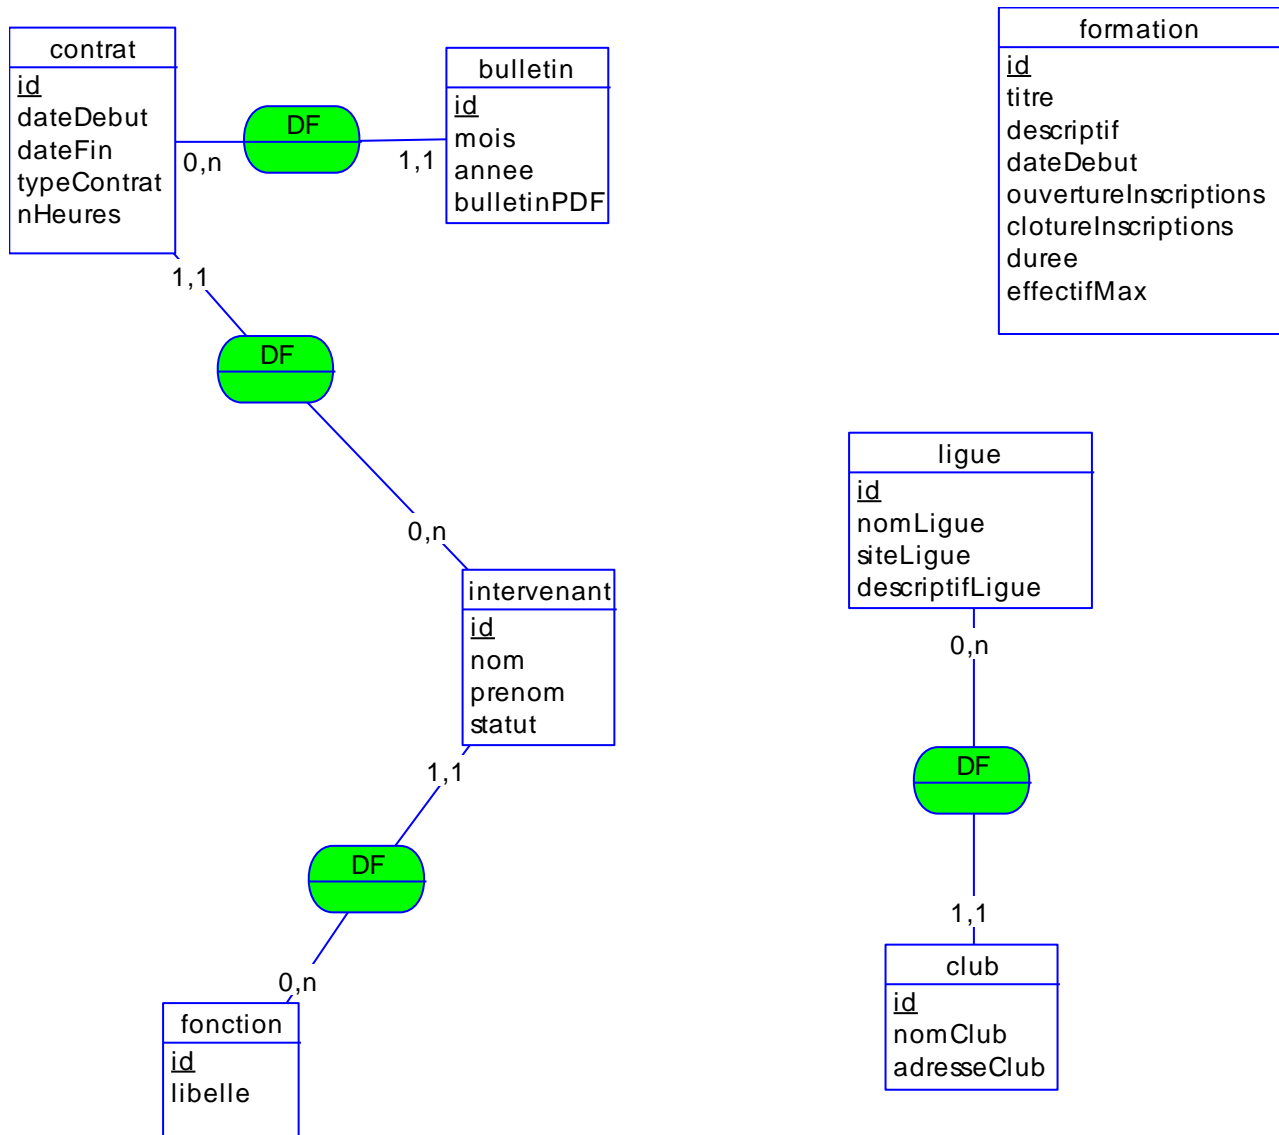 contrat
id
dateDebut
dateFin
typeContrat
nHeures
DF
0,n
1,1
bulletin
id
mois
annee
bulletinPDF
formation
id
titre
descriptif
dateDebut
ouvertureInscriptions
clotureInscriptions
duree
effectifMax
1,1
DF
0,n
intervenant
id
nom
prenom
statut
1,1
DF
0,n
fonction
id
libelle
ligue
id
nomLigue
siteLigue
descriptifLigue
0,n
DF
1,1
club
id
nomClub
adresseClub